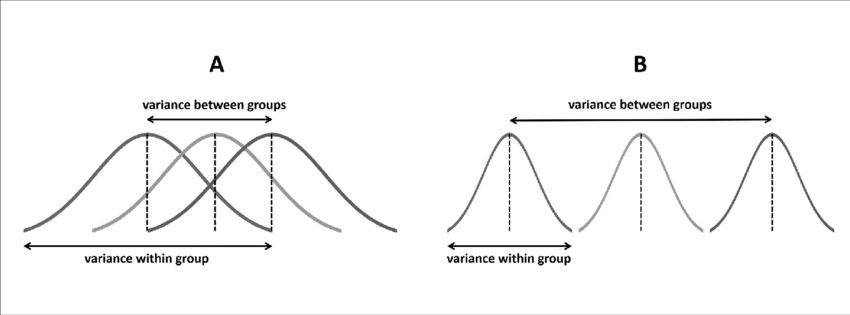 A
variance between groups
variance within group
B
variance between groups
variance within group